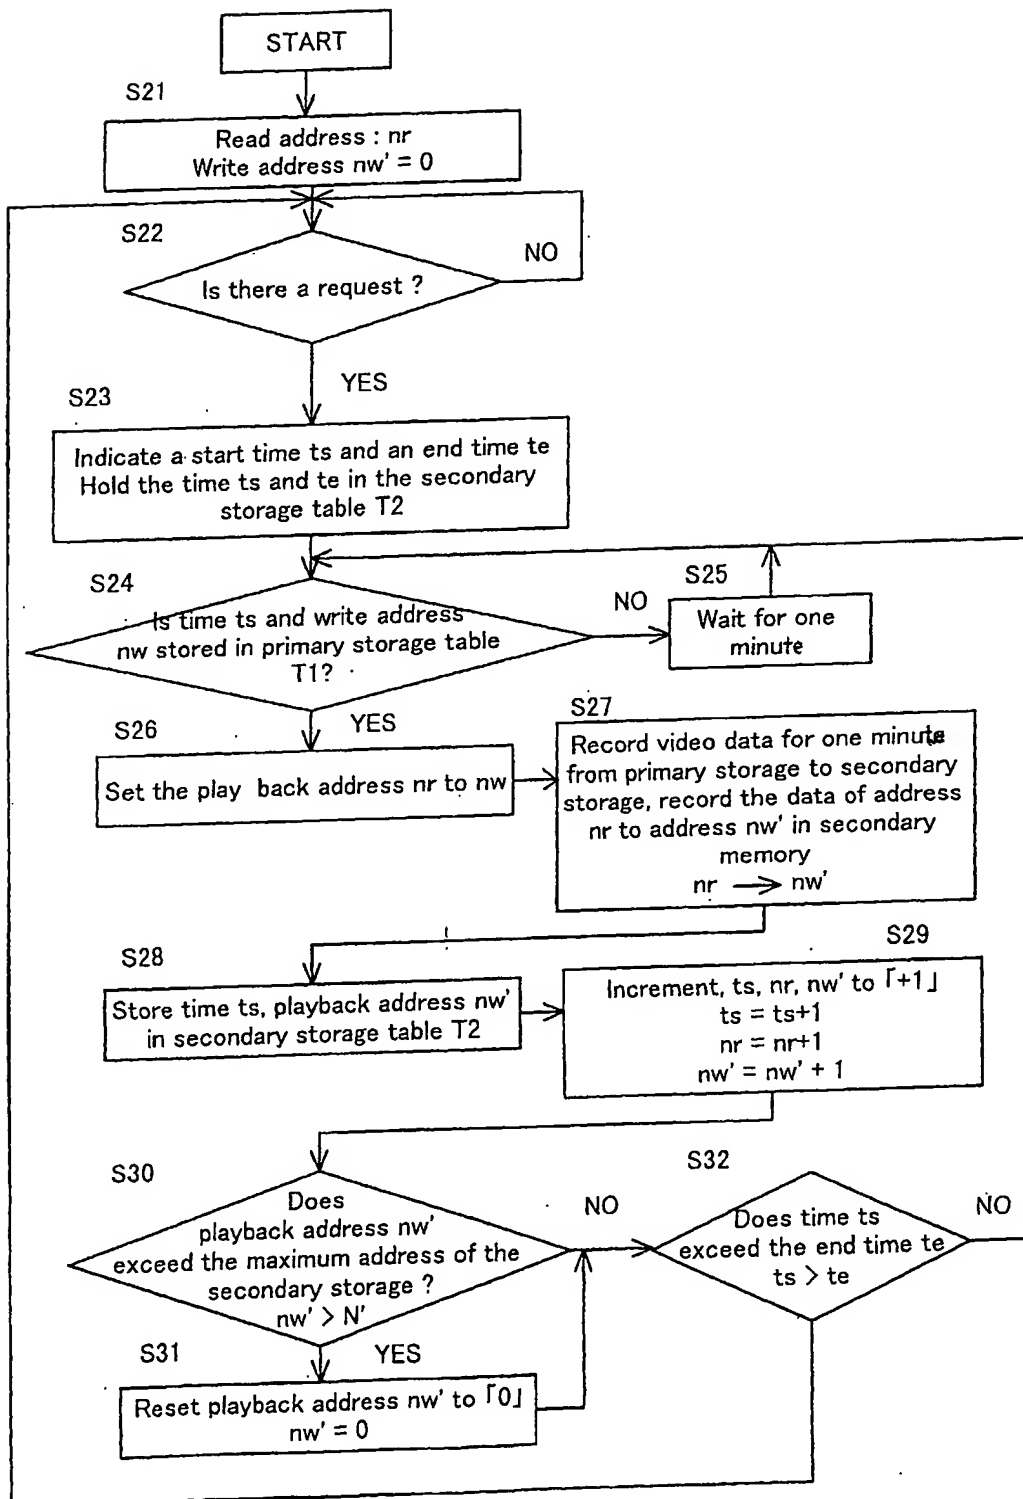 START
S21
Read address : nr
Write address nw' = 0
S22
Is there a request ?
NO
YES
S23
Indicate a start time ts and an end time te
Hold the time ts and te in the secondary
storage table T2
S24
Is time ts and write address
nw stored in primary storage table
T1?
NO
S25
Wait for one
minute
YES
S26
Set the play back address nr to nw
S27
Record video data for one minute
from primary storage to secondary
storage, record the data of address
nr to address nw' in secondary
memory
nr → nw'
S28
Store time ts, playback address nw'
in secondary storage table T2
S29
Increment, ts, nr, nw' to「+1」
ts = ts+1
nr = nr+1
nw' = nw' + 1
S30
Does
playback address nw'
exceed the maximum address of the
secondary storage ?
nw' > N'
NO
S32
Does time ts
exceed the end time te
ts > te
NO
S31
YES
Reset playback address nw' to「0」
nw' = 0